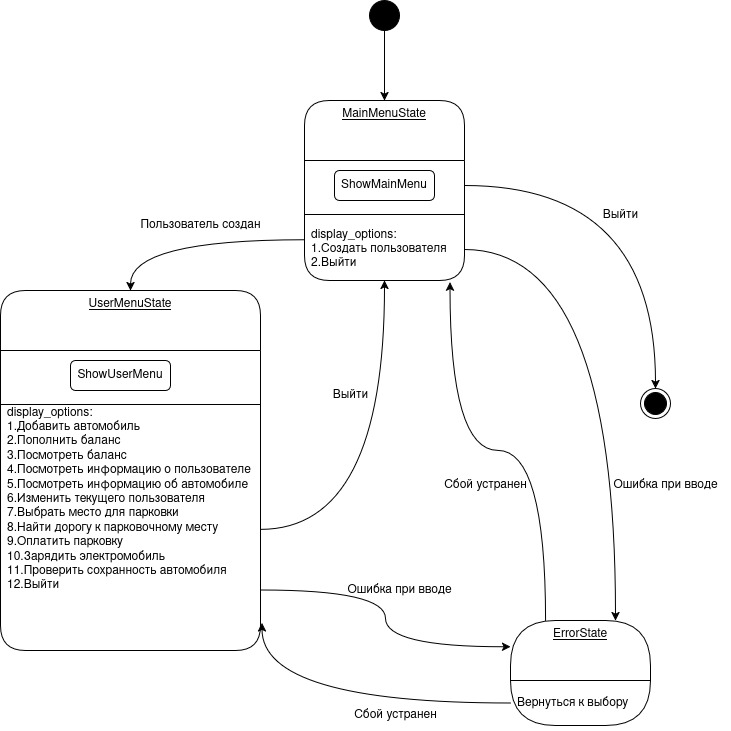 MainMenuState
ShowMainMenu
display_options:
1.Создать пользователя
2.Выйти
Выйти
Пользователь создан
UserMenuState
ShowUserMenu
display_options:
1.Добавить автомобиль
2.Пополнить баланс
3.Посмотреть баланс
4.Посмотреть информацию о пользователе
5.Посмотреть информацию об автомобиле
6.Изменить текущего пользователя
7.Выбрать место для парковки
8.Найти дорогу к парковочному месту
9.Оплатить парковку
10.Зарядить электромобиль
11.Проверить сохранность автомобиля
12.Выйти
Выйти
Сбой устранен
Ошибка при вводе
Ошибка при вводе
ErrorState
Вернуться к выбору
Сбой устранен